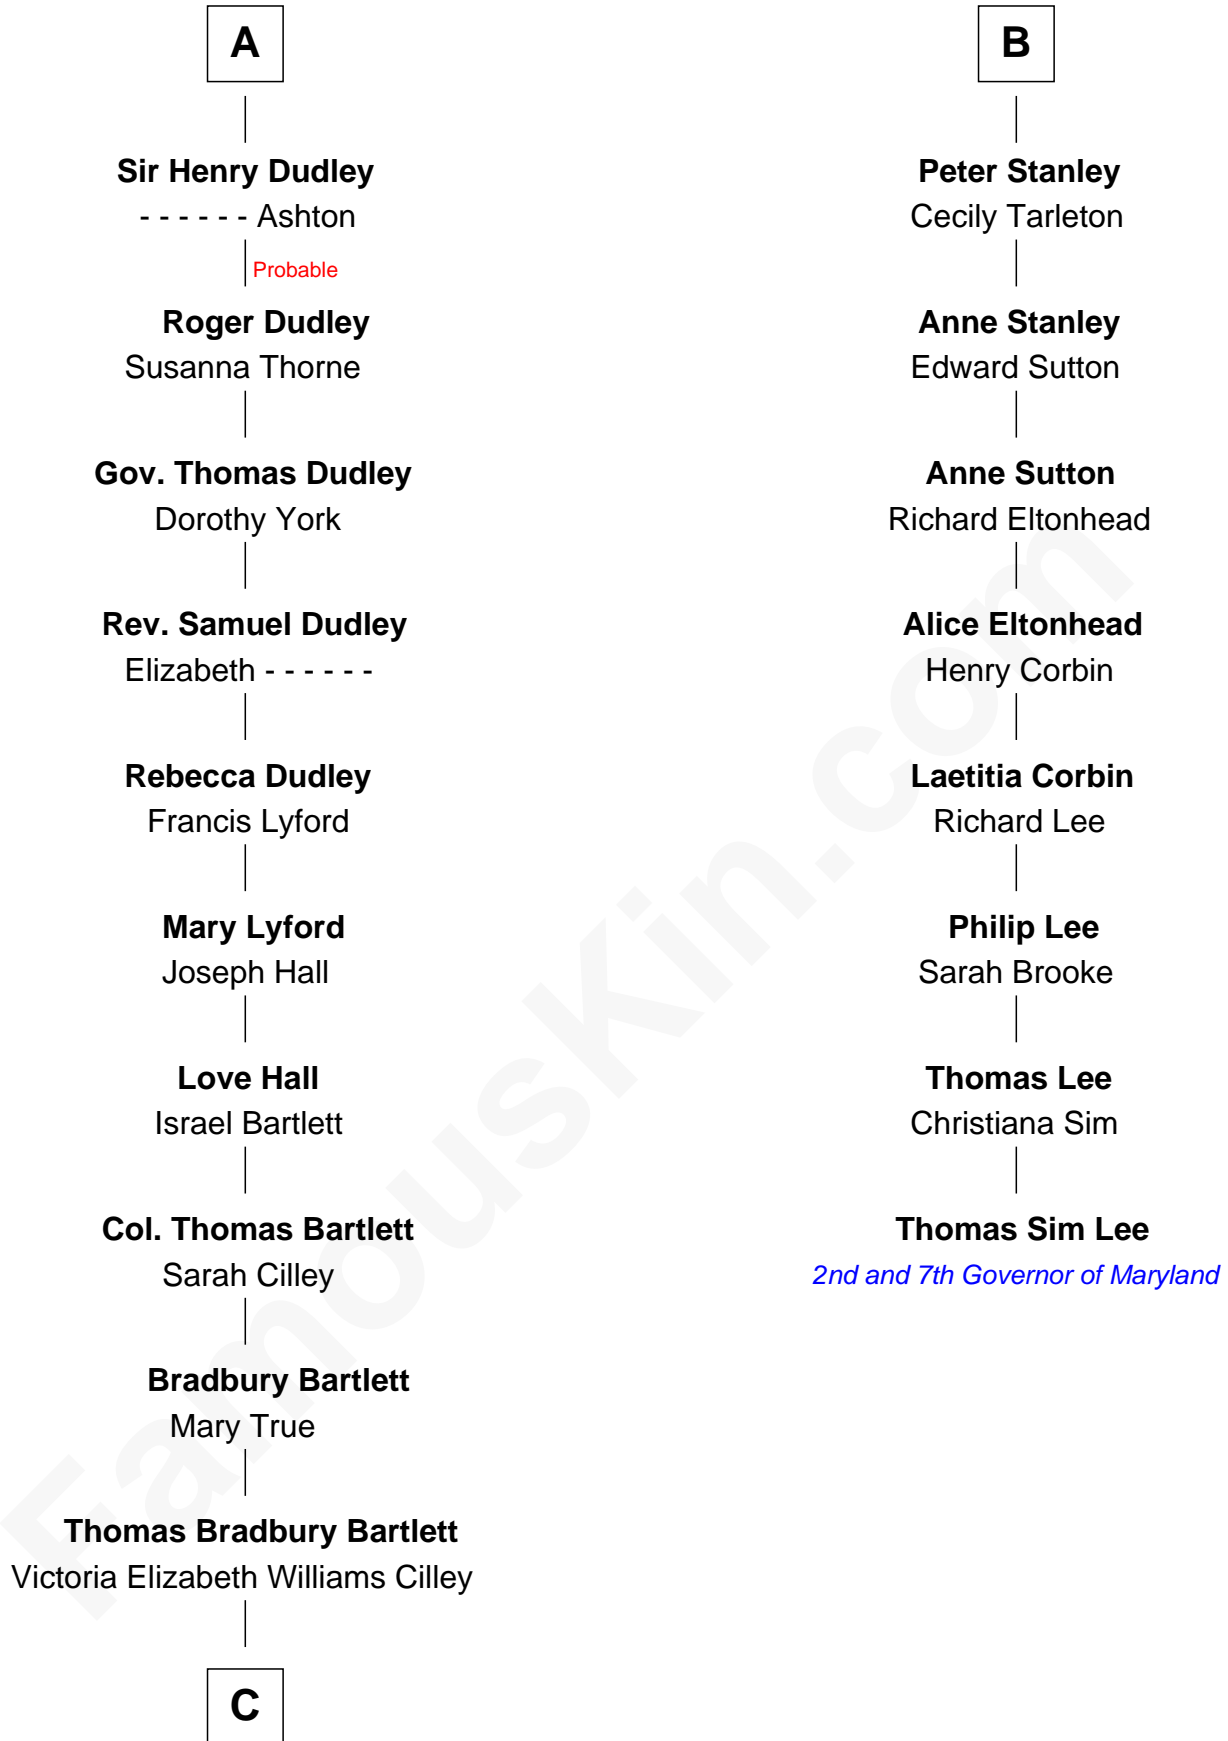 A
Sir Henry Dudley
- - - - - - Ashton
Probable
Roger Dudley
Susanna Thorne
Gov. Thomas Dudley
Dorothy York
Rev. Samuel Dudley
Elizabeth - - - - - -
Rebecca Dudley
Francis Lyford
Mary Lyford
Joseph Hall
Love Hall
Israel Bartlett
Col. Thomas Bartlett
Sarah Cilley
Bradbury Bartlett
Mary True
Thomas Bradbury Bartlett
Victoria Elizabeth Williams Cilley
C
B
Peter Stanley
Cecily Tarleton
Anne Stanley
Edward Sutton
Anne Sutton
Richard Eltonhead
Alice Eltonhead
Henry Corbin
Laetitia Corbin
Richard Lee
Philip Lee
Sarah Brooke
Thomas Lee
Christiana Sim
Thomas Sim Lee
2nd and 7th Governor of Maryland
FamousKin.com